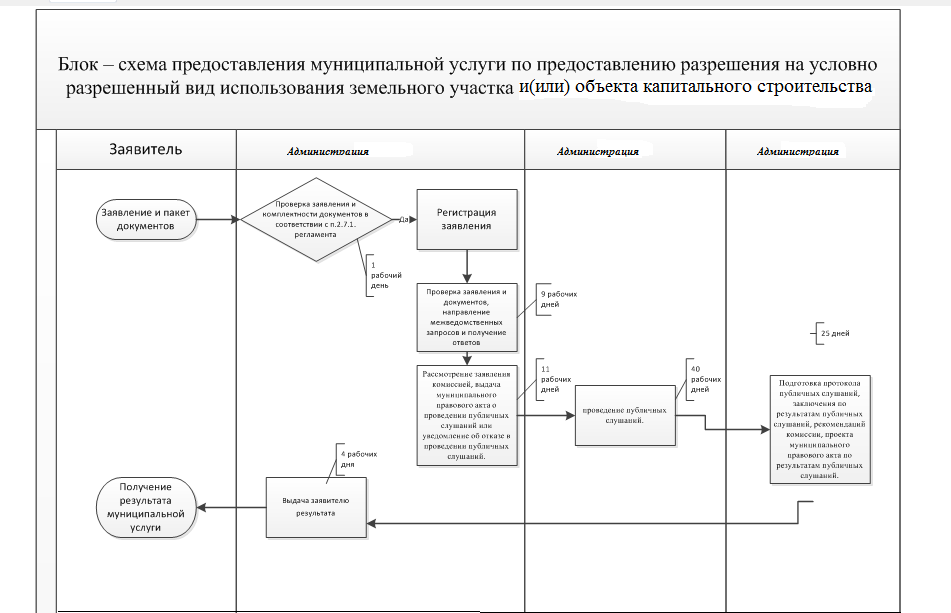 Блок – схема предоставления муниципальной услуги по предоставлению разрешения на условно
разрешенный вид использования земельного участка и(или) объекта капитального строительства
Заявитель
Администрация
Администрация
Администрация
Заявление и пакет
документов
Проверка заявления и
комплектности документов в
соответствии с п.2.7.1.
регламента
Да
Регистрация
заявления
1
рабочий
день
Проверка заявления и
документов,
направление
межведомственных
запросов и получение
ответов
9 рабочих
дней
25 дней
Рассмотрение заявления
комиссией, выдача
муниципального
правового акта о
проведении публичных
слушаний или
уведомление об отказе в
проведении публичных
слушаний.
11
рабочих
дней
проведение публичных
слушаний.
40
рабочих
дней
Подготовка протокола
публичных слушаний,
заключения по
результатам публичных
слушаний, рекомендаций
комиссии, проекта
муниципального
правового акта по
результатам публичных
слушаний.
4 рабочих
дня
Выдача заявителю
результата
Получение
результата
муниципальной
услуги